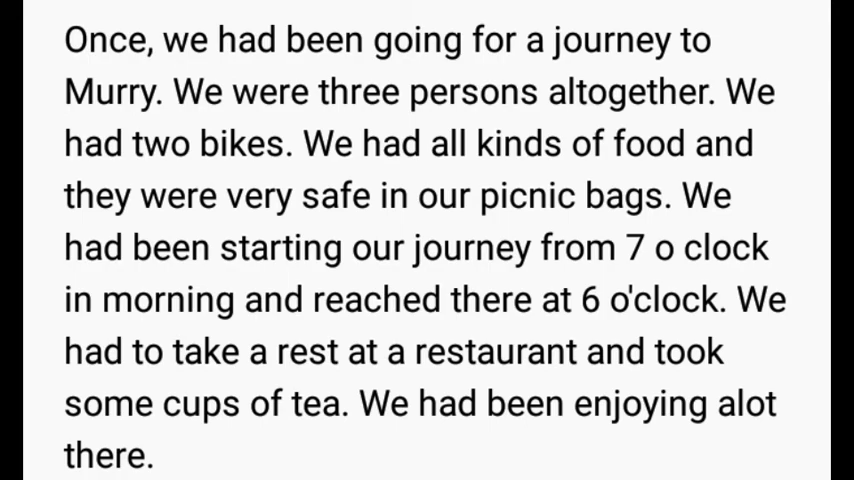 Once, we had been going for a journey to
Murry. We were three persons altogether. We
had two bikes. We had all kinds of food and
they were very safe in our picnic bags. We
had been starting our journey from 7 o clock
in morning and reached there at 6 o'clock. We
had to take a rest at a restaurant and took
some cups of tea. We had been enjoying alot
there.